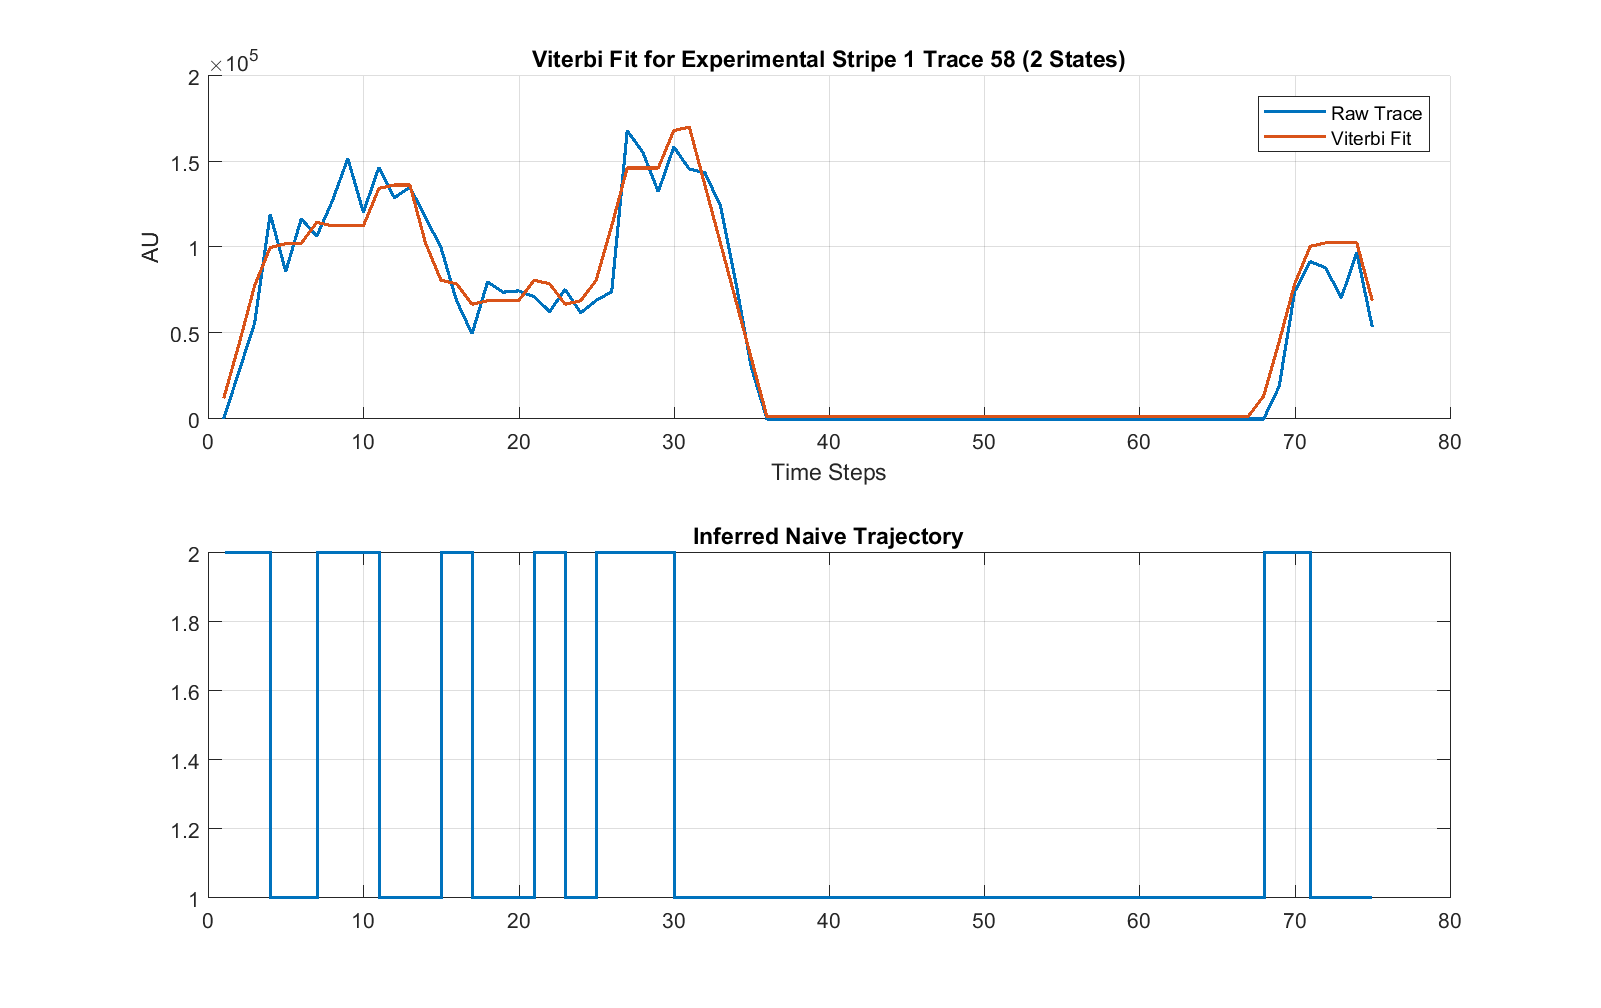 Viterbi Fit for Experimental Stripe 1 Trace 58 (2 States)
×10^5
2
1.5
1
0.5
0
AU
Raw Trace
Viterbi Fit
0 10 20 30 40 50 60 70 80
Time Steps
Inferred Naive Trajectory
2
1.8
1.6
1.4
1.2
1
0 10 20 30 40 50 60 70 80